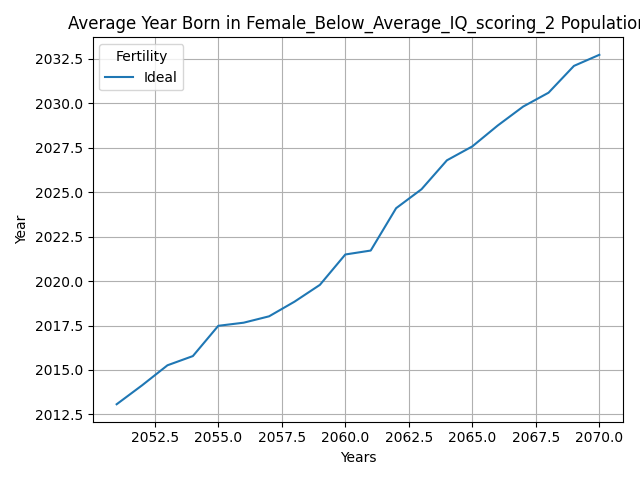 Average Year Born in Female_Below_Average_IQ_scoring_2 Population
Fertility
Ideal
2032.5
2030.0
2027.5
2025.0
2022.5
2020.0
2017.5
2015.0
2012.5
Year
2052.5 2055.0 2057.5 2060.0 2062.5 2065.0 2067.5 2070.0
Years